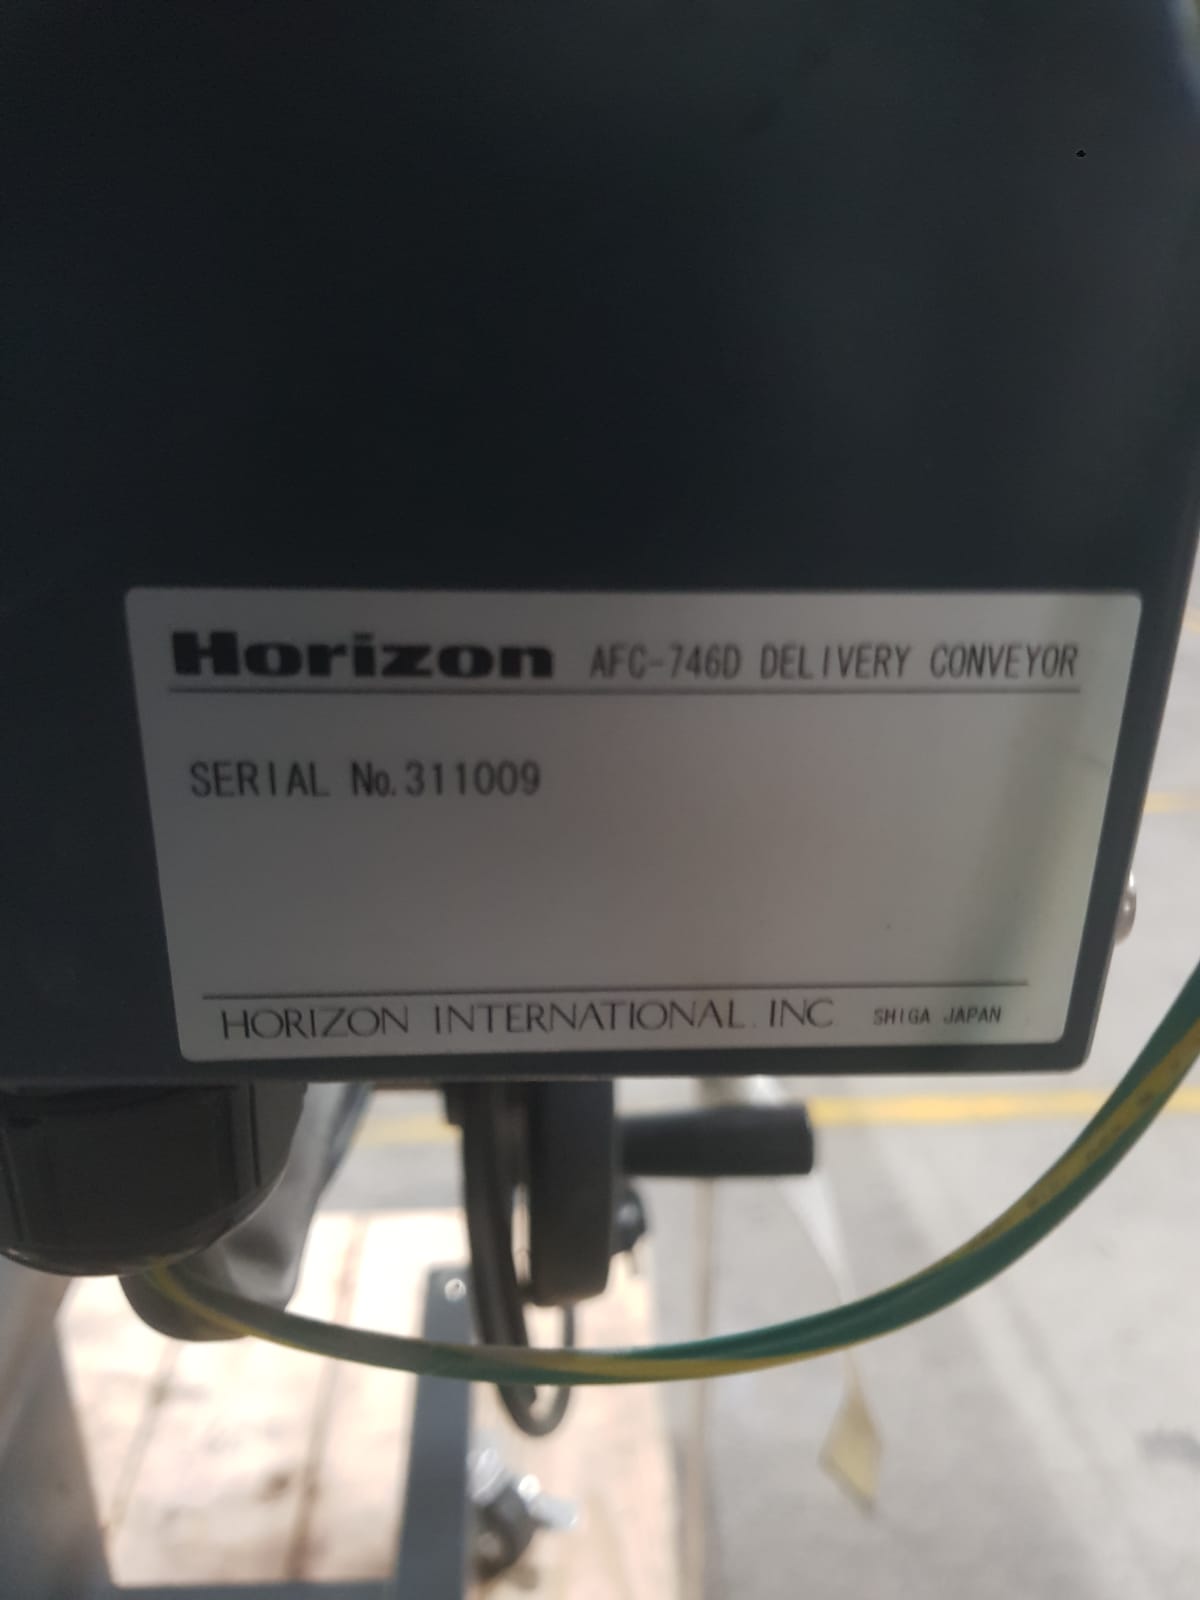 Horizon AFC-746D DELIVERY CONVEYOR
SERIAL No.311009
HORIZON INTERNATIONAL. INC SHIGA JAPAN